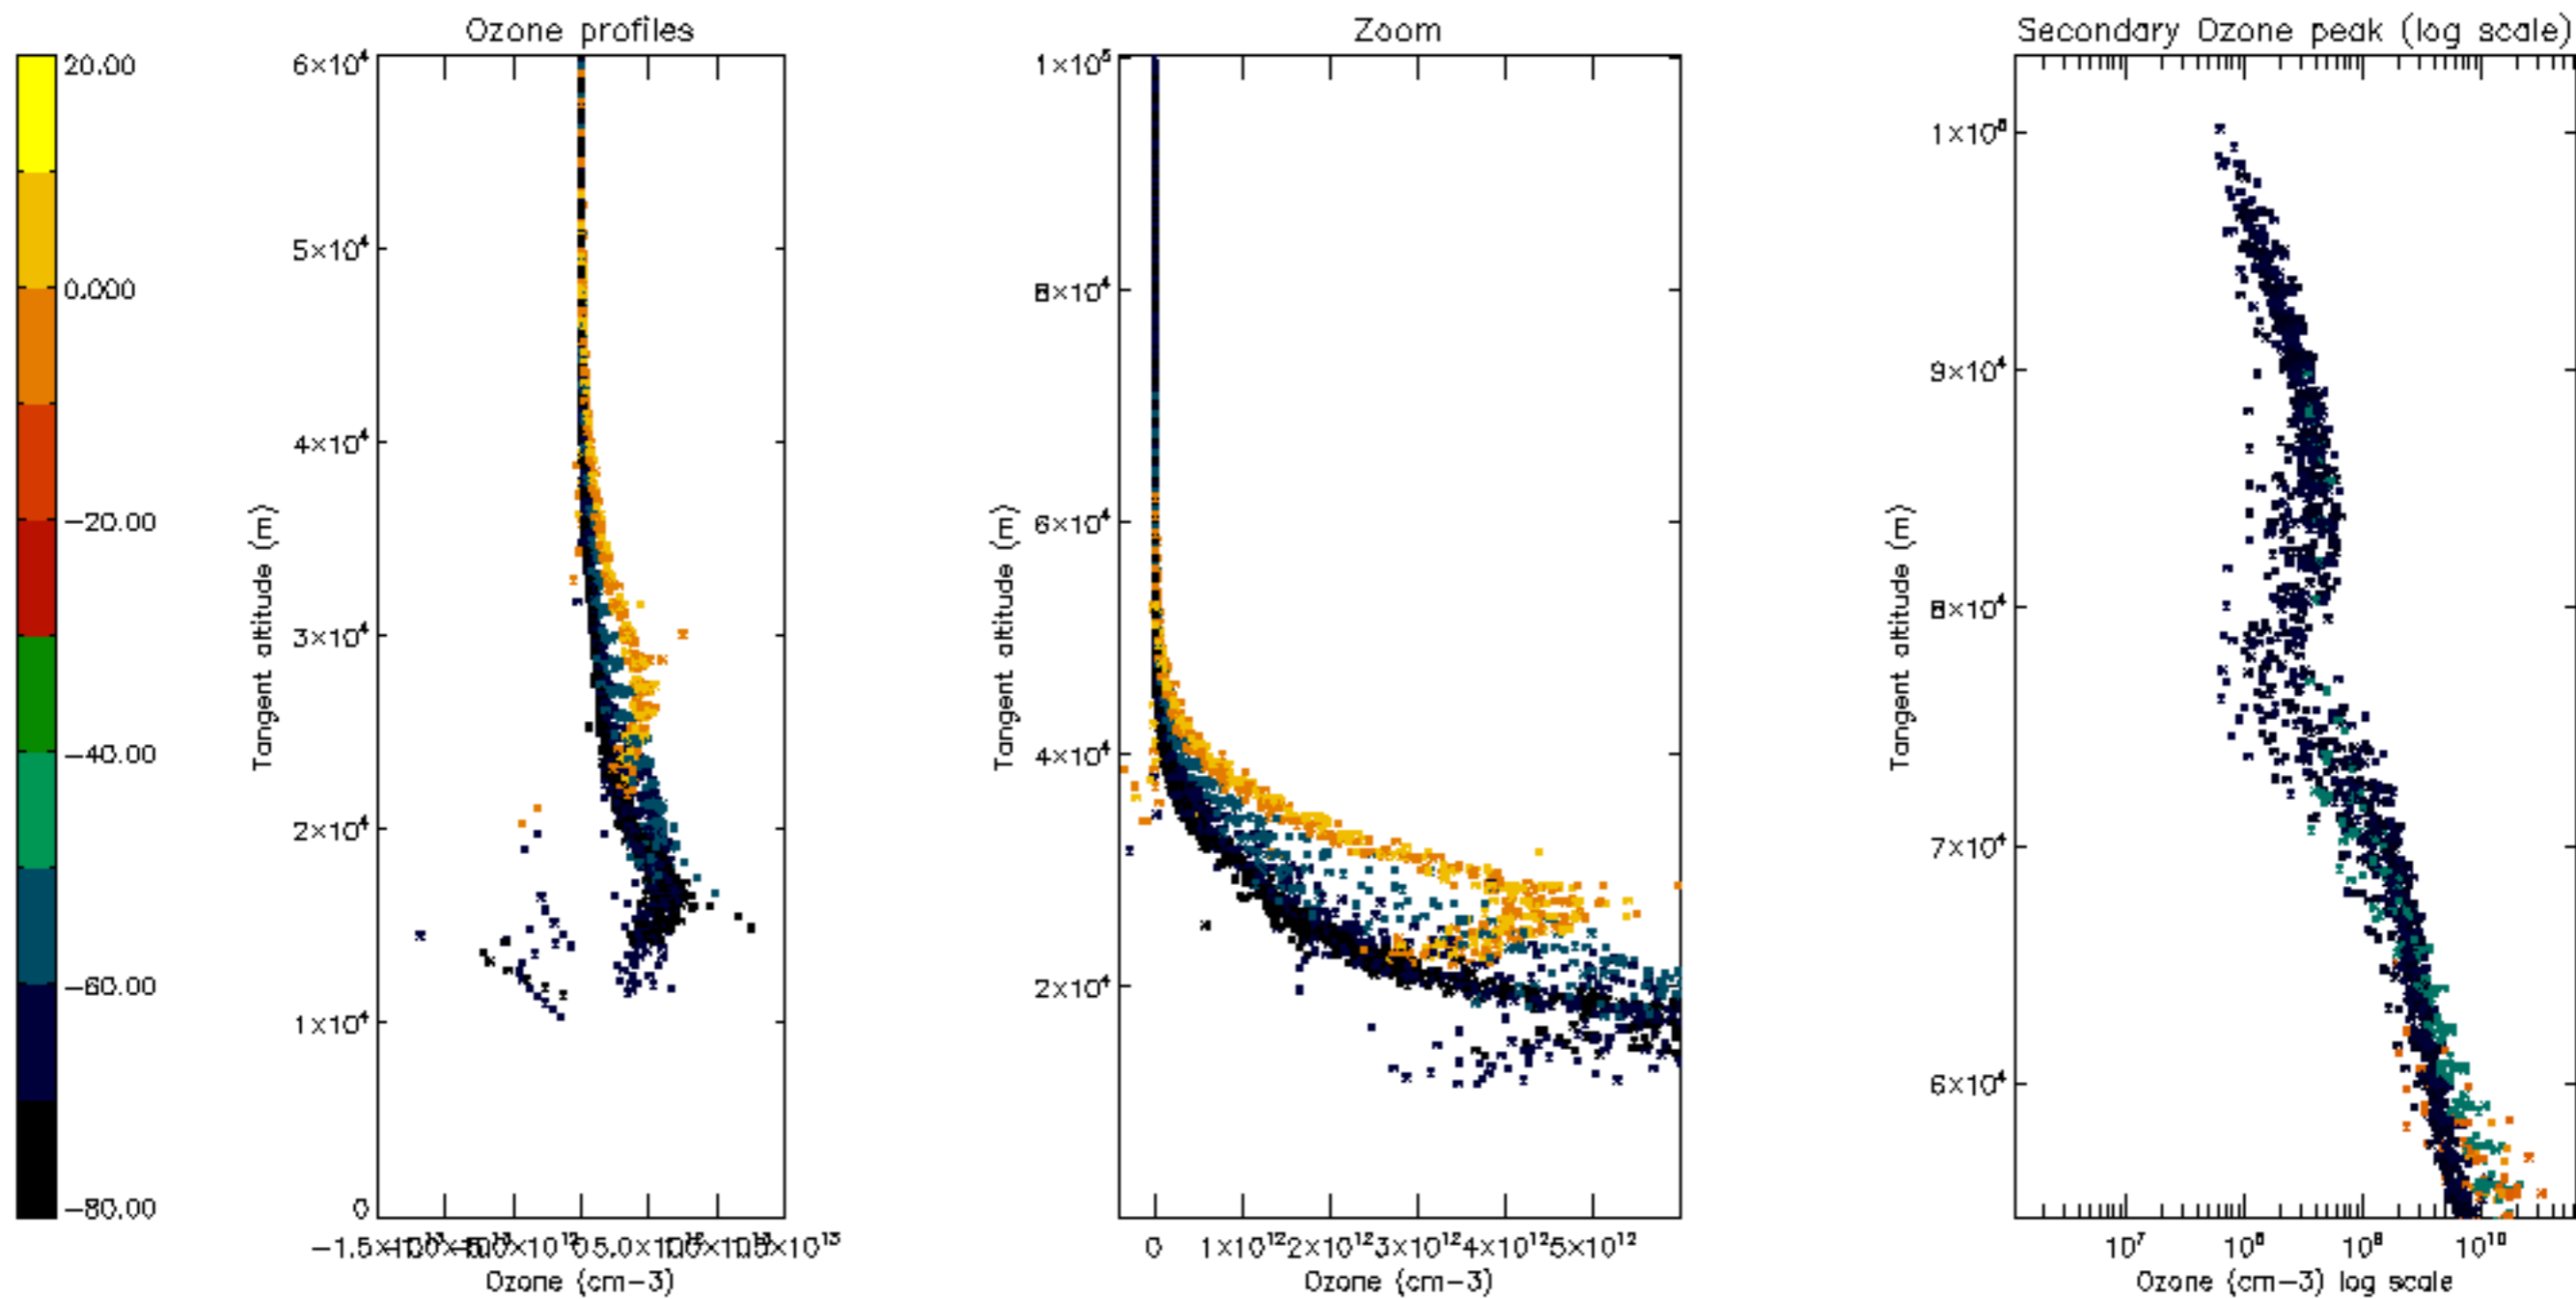 Ozone profiles
Zoom
Secondary Ozone peak (log scale)
20.00
0.000
−20.00
−40.00
−60.00
−80.00
6×10⁴
5×10⁴
4×10⁴
3×10⁴
2×10⁴
1×10⁴
0
Tangent altitude (m)
5.0×10¹²
Ozone (cm−3)
1×10⁵
8×10⁴
6×10⁴
4×10⁴
2×10⁴
Tangent altitude (m)
0 1×10¹² 2×10¹² 3×10¹² 4×10¹² 5×10¹²
Ozone (cm−3)
1×10⁵
9×10⁴
8×10⁴
7×10⁴
6×10⁴
Tangent altitude (m)
10⁷ 10⁸ 10⁹ 10¹⁰
Ozone (cm−3) log scale